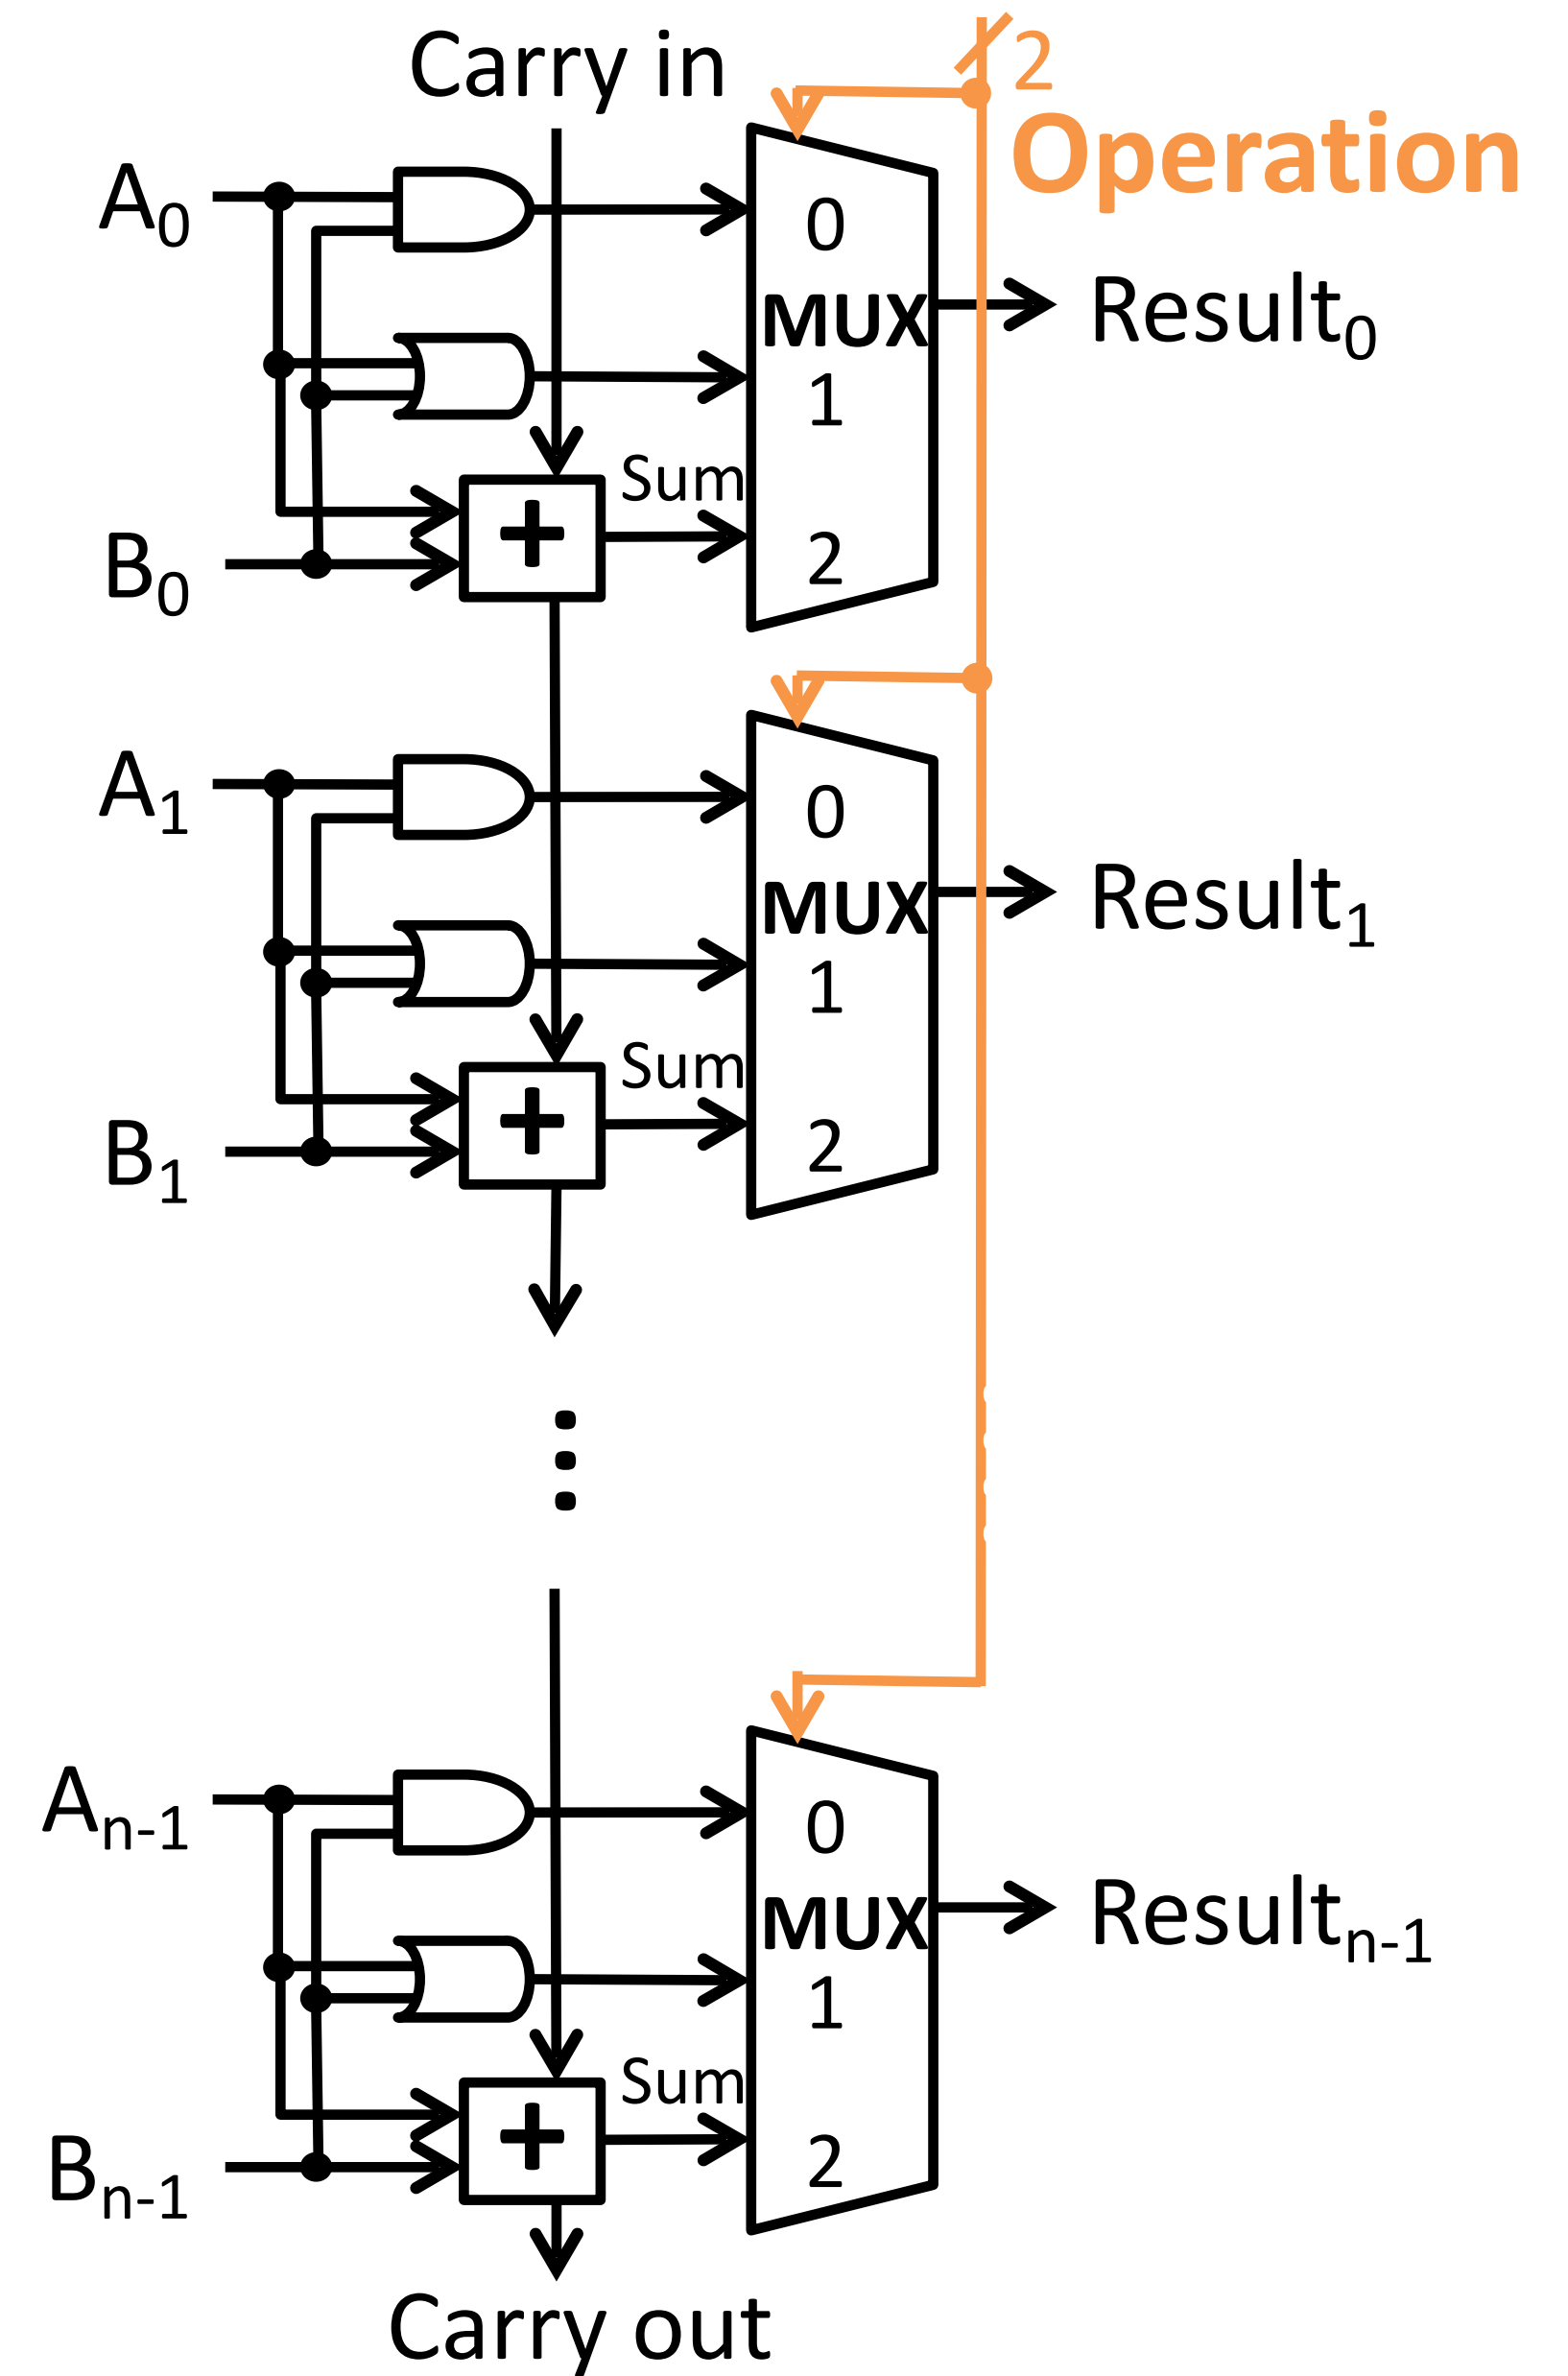 Carry in
2
Operation
A0
0
MUX
Result0
1
Sum
B0
2
A1
0
MUX
Result1
1
Sum
B1
2
An-1
0
MUX
Resultn-1
1
Sum
Bn-1
2
Carry out